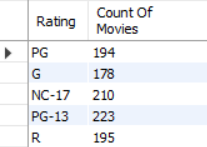 Rating Count Of Movies
PG 194
G 178
NC-17 210
PG-13 223
R 195